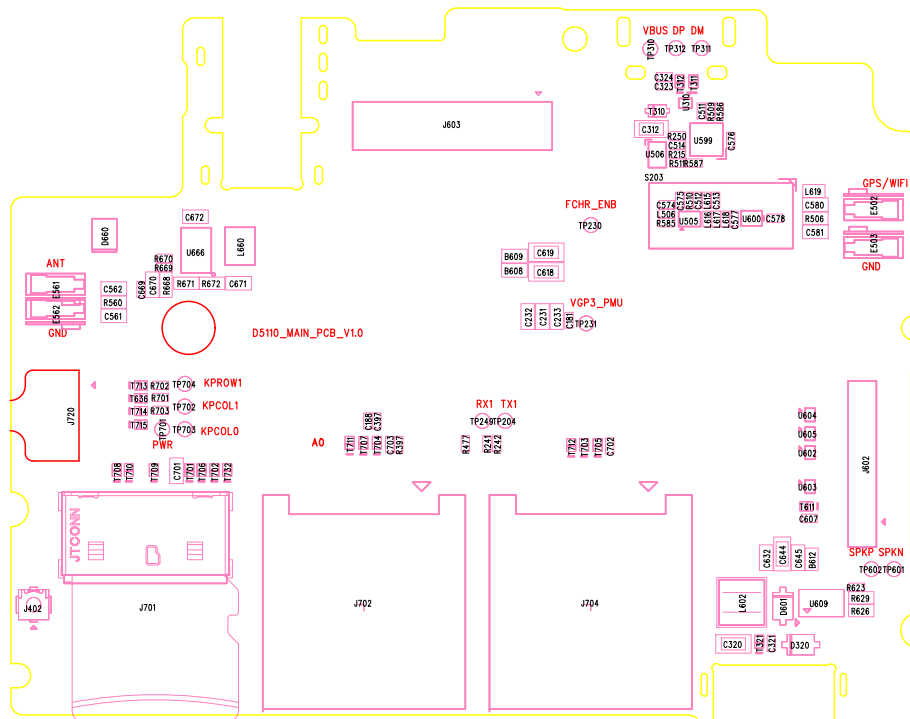 VBUS DP DM
TP310 TP312 TP311
C324 T312 T311
C323
U310
T310 C511 R509 R586
J603
C312 R250 U599 C576
C514
U506 R215
R511 R587
S203
GPS/WIFI
L619
C575 R510 C512 L615 C513
C574 C580 E502
L506 U505 L616 L617 L618 C577 U600 C578 R506
R585
C581 E503
GND
FCHR_ENB
TP230
C672
D660 U666 L660
B609 C619
B608 C618
ANT
R670
R669
E561 C562 C669 C670 R668 R671 R672 C671
E562 R560
C561
GND
VGP3_PMU
C232 C231 C233 C181 TP231
D5110_MAIN_PCB_V1.0
J720
T713 R702 TP704 KPROW1
T636 R701
T714 R703 TP702 KPCOL1
T715 TP701 TP703 KPCOL0
PWR
RX1 TX1
C188 C397 TP249 TP204
A0
T711 T707 T704 C703 R397 R477 R241 R242 T712 T703 T705 C702
U604
U605
U602
J602
T708 T710 T709 C701 T701 T706 T702 T732
U603
T611
C607
JTCONN
SPKP SPKN
C632 C644 C645 B612 TP602 TP601
J402 J701 J702 J704
L602 D601 U609
R623
R629
R626
C320 T321 C321 D320